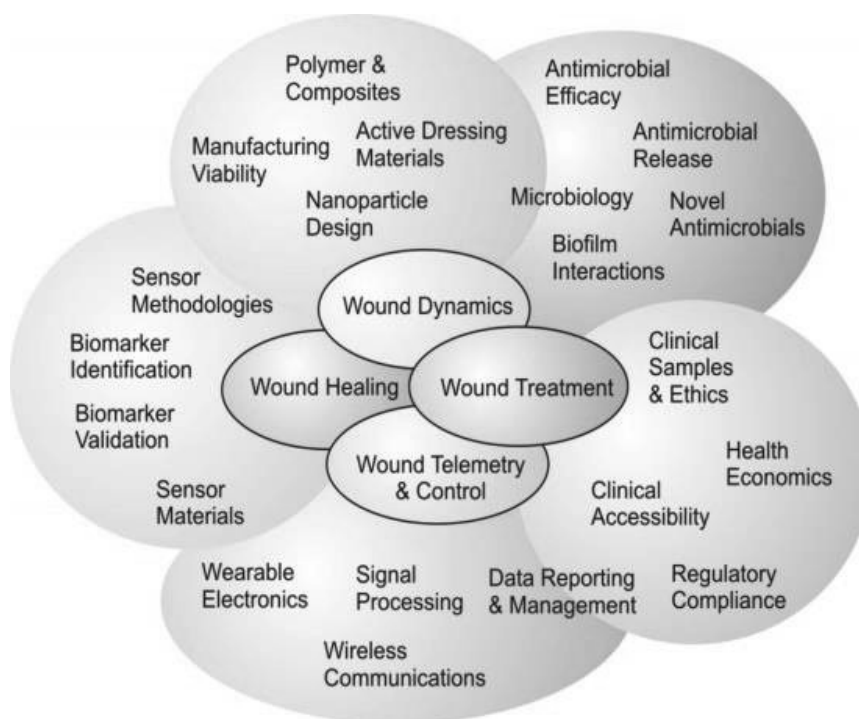 Polymer &
Composites
Manufacturing
Viability
Active Dressing
Materials
Nanoparticle
Design
Antimicrobial
Efficacy
Antimicrobial
Release
Microbiology
Novel
Antimicrobials
Biofilm
Interactions
Sensor
Methodologies
Biomarker
Identification
Biomarker
Validation
Sensor
Materials
Wound Dynamics
Wound Healing
Wound Treatment
Wound Telemetry
& Control
Clinical
Samples
& Ethics
Health
Economics
Clinical
Accessibility
Regulatory
Compliance
Wearable
Electronics
Signal
Processing
Data Reporting
& Management
Wireless
Communications